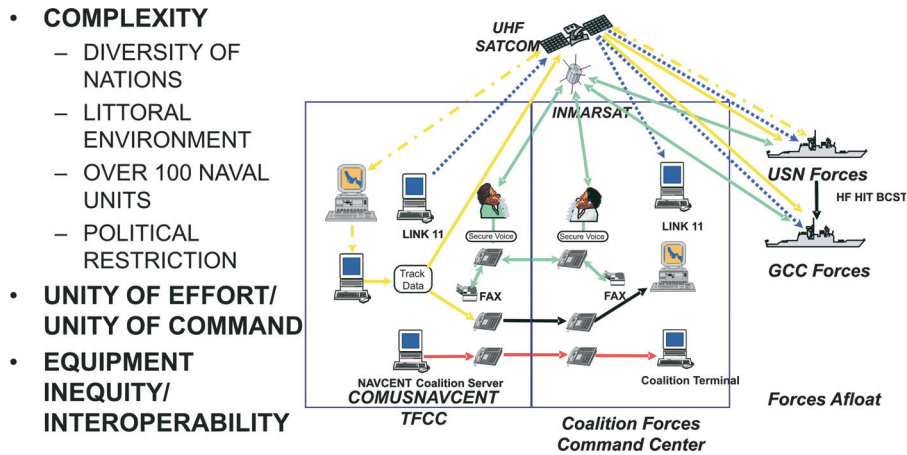 • COMPLEXITY
– DIVERSITY OF
NATIONS
– LITTORAL
ENVIRONMENT
– OVER 100 NAVAL
UNITS
– POLITICAL
RESTRICTION
• UNITY OF EFFORT/
UNITY OF COMMAND
• EQUIPMENT
INEQUITY/
INTEROPERABILITY
UHF
SATCOM
INMARSAT
LINK 11
Secure Voice
Track
Data
FAX
NAVCENT Coalition Server
COMUSNAVCENT
TFCC
Secure Voice
LINK 11
FAX
Coalition Terminal
Coalition Forces
Command Center
USN Forces
HF HIT BCST
GCC Forces
Forces Afloat